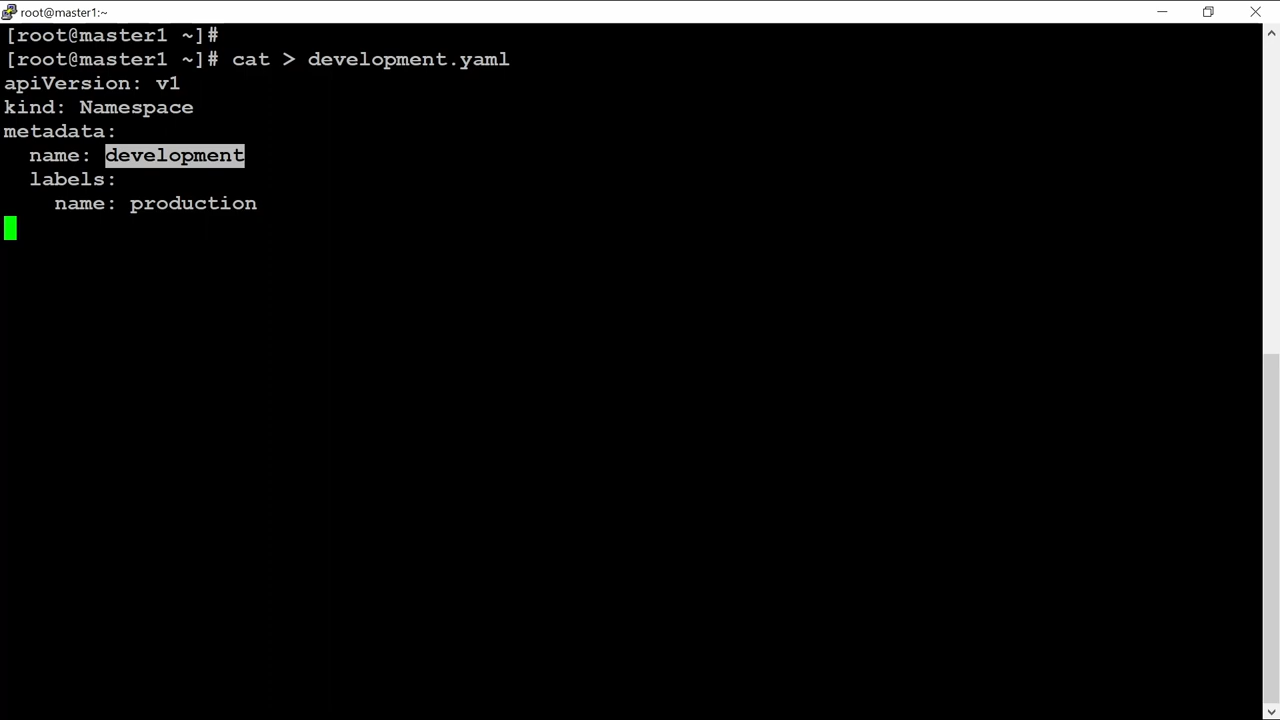 root@master1:~
[root@master1 ~]#
[root@master1 ~]# cat > development.yaml
apiVersion: v1
kind: Namespace
metadata:
  name: development
  labels:
    name: production